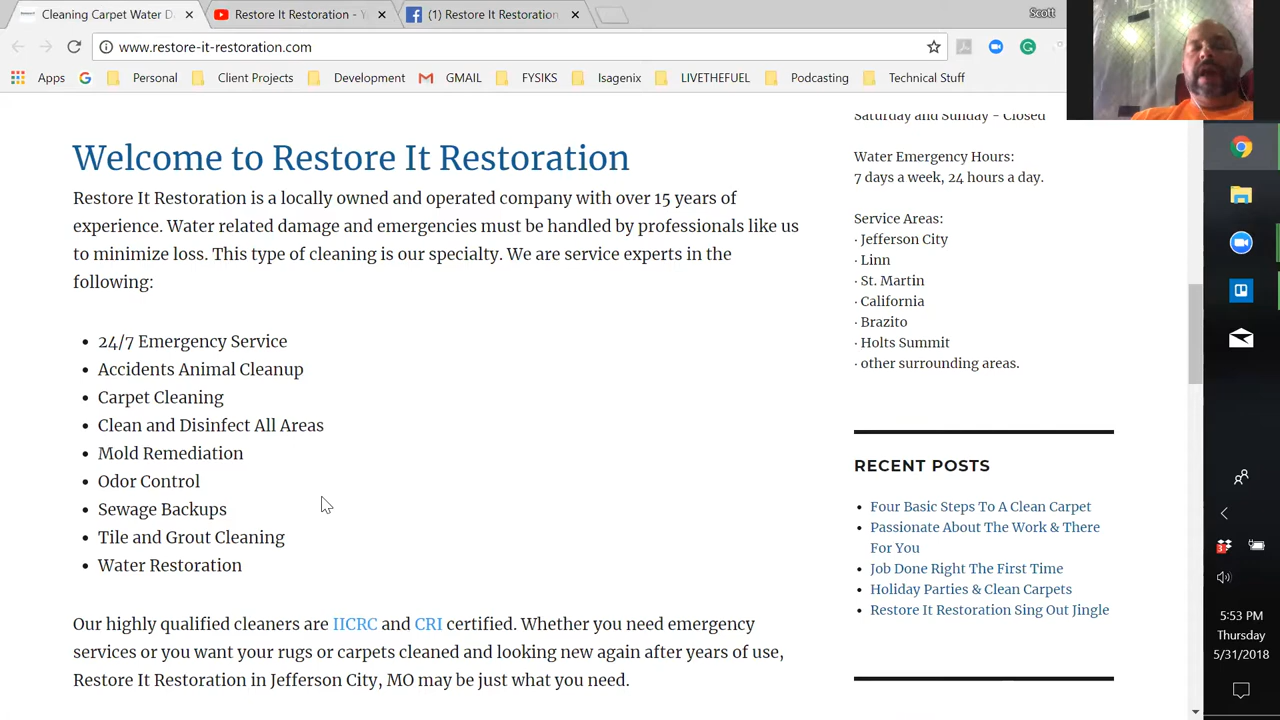 Cleaning Carpet Water D
Restore It Restoration - Y
(1) Restore It Restoration
Scott
www.restore-it-restoration.com
Apps
Personal
Client Projects
Development
GMAIL
FYSIKS
Isagenix
LIVETHEFUEL
Podcasting
Technical Stuff
Welcome to Restore It Restoration
Restore It Restoration is a locally owned and operated company with over 15 years of
experience. Water related damage and emergencies must be handled by professionals like us
to minimize loss. This type of cleaning is our specialty. We are service experts in the
following:
• 24/7 Emergency Service
• Accidents Animal Cleanup
• Carpet Cleaning
• Clean and Disinfect All Areas
• Mold Remediation
• Odor Control
• Sewage Backups
• Tile and Grout Cleaning
• Water Restoration
Our highly qualified cleaners are IICRC and CRI certified. Whether you need emergency
services or you want your rugs or carpets cleaned and looking new again after years of use,
Restore It Restoration in Jefferson City, MO may be just what you need.
Saturday and Sunday - Closed
Water Emergency Hours:
7 days a week, 24 hours a day.
Service Areas:
· Jefferson City
· Linn
· St. Martin
· California
· Brazito
· Holts Summit
· other surrounding areas.
RECENT POSTS
• Four Basic Steps To A Clean Carpet
• Passionate About The Work & There
For You
• Job Done Right The First Time
• Holiday Parties & Clean Carpets
• Restore It Restoration Sing Out Jingle
3
5:53 PM
Thursday
5/31/2018